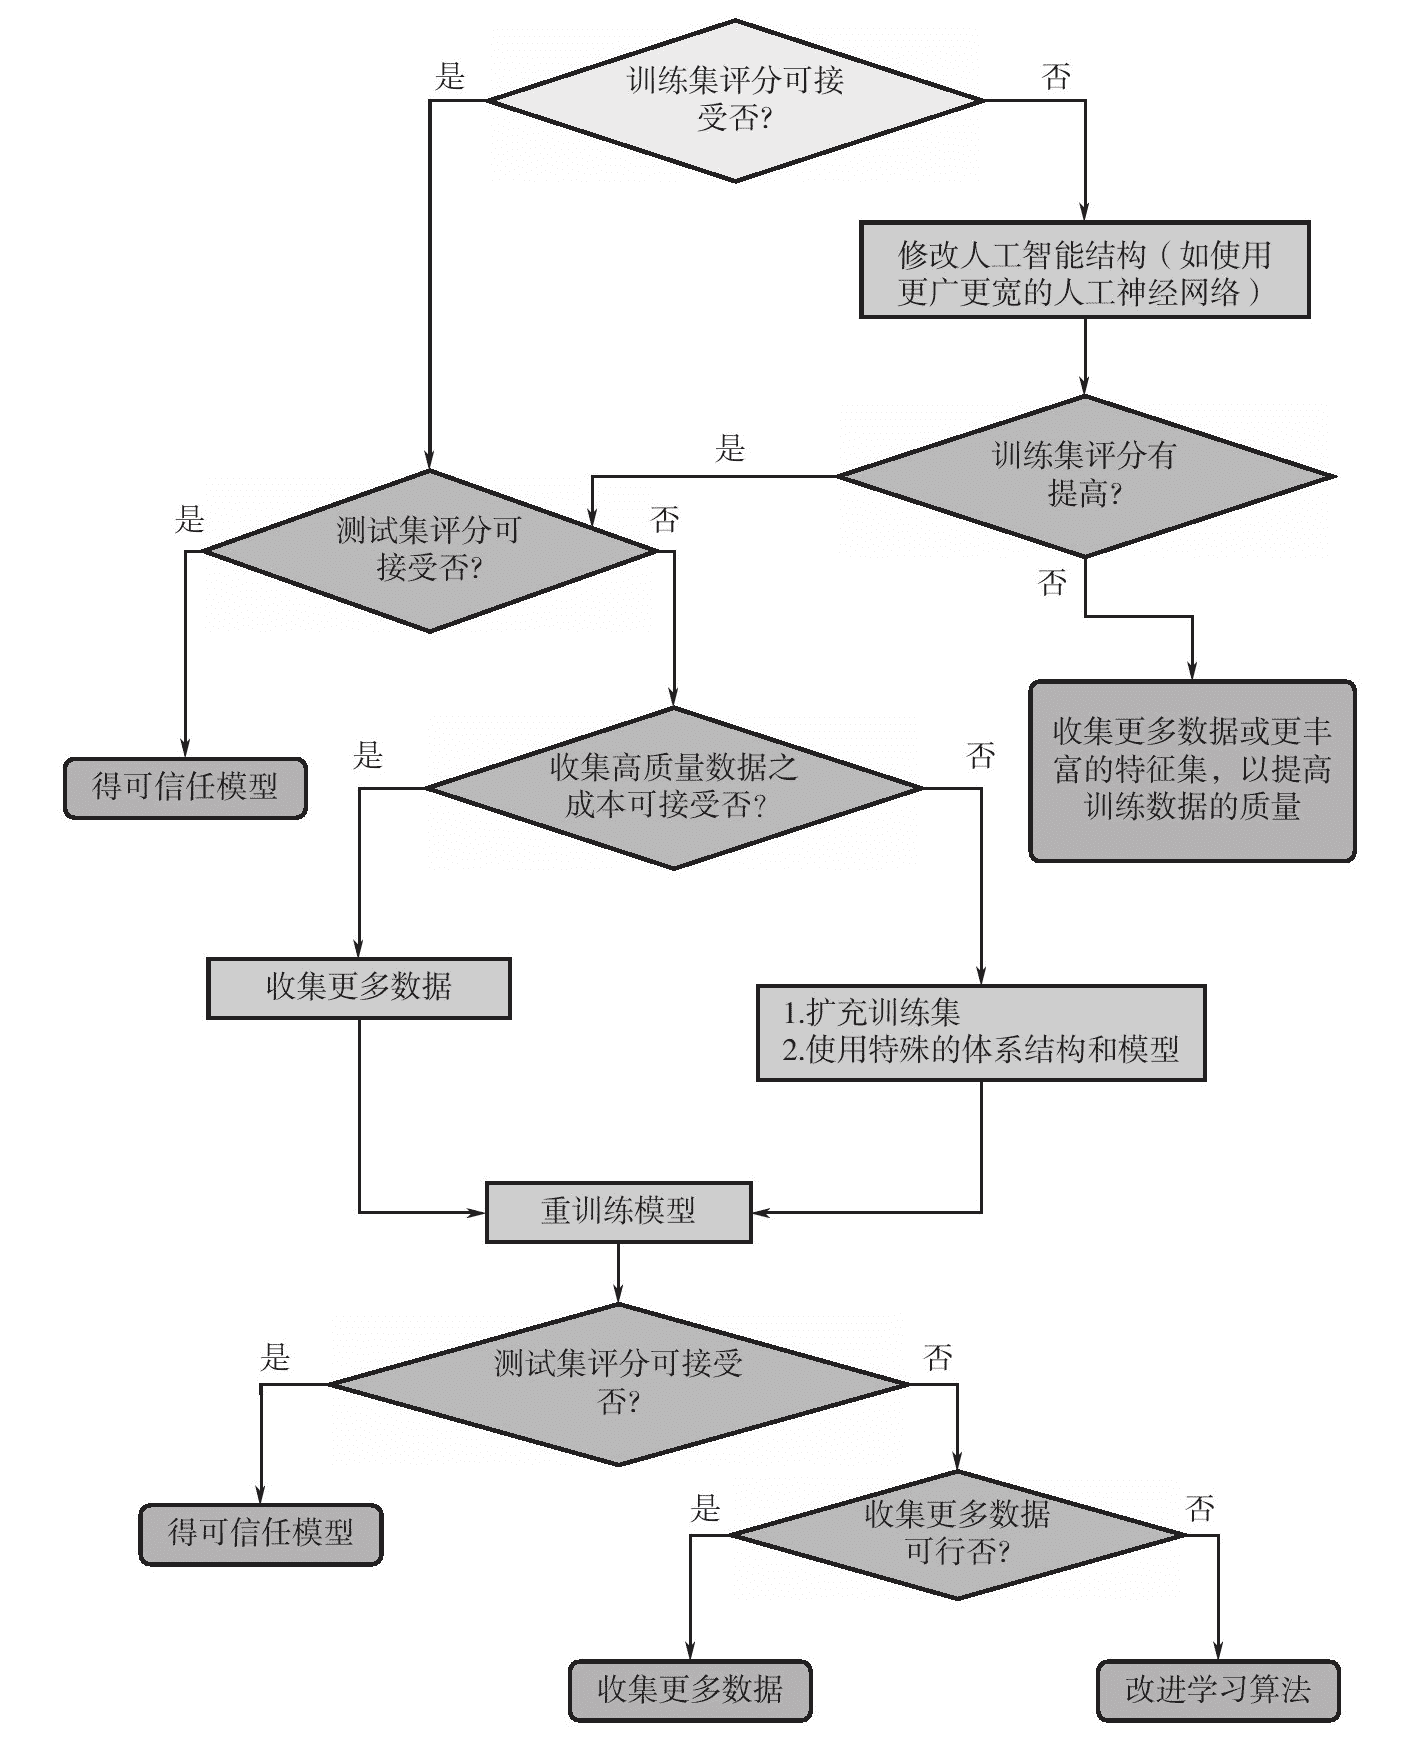 训练集评分可接
受否?
是
否
修改人工智能结构（如使用
更广更宽的人工神经网络）
训练集评分有
提高?
是
否
测试集评分可
接受否?
是
否
得可信任模型
收集更多数据或更丰
富的特征集，以提高
训练数据的质量
收集高质量数据之
成本可接受否?
是
否
收集更多数据
1.扩充训练集
2.使用特殊的体系结构和模型
重训练模型
测试集评分可接受
否?
是
否
得可信任模型
收集更多数据
可行否?
是
否
收集更多数据
改进学习算法